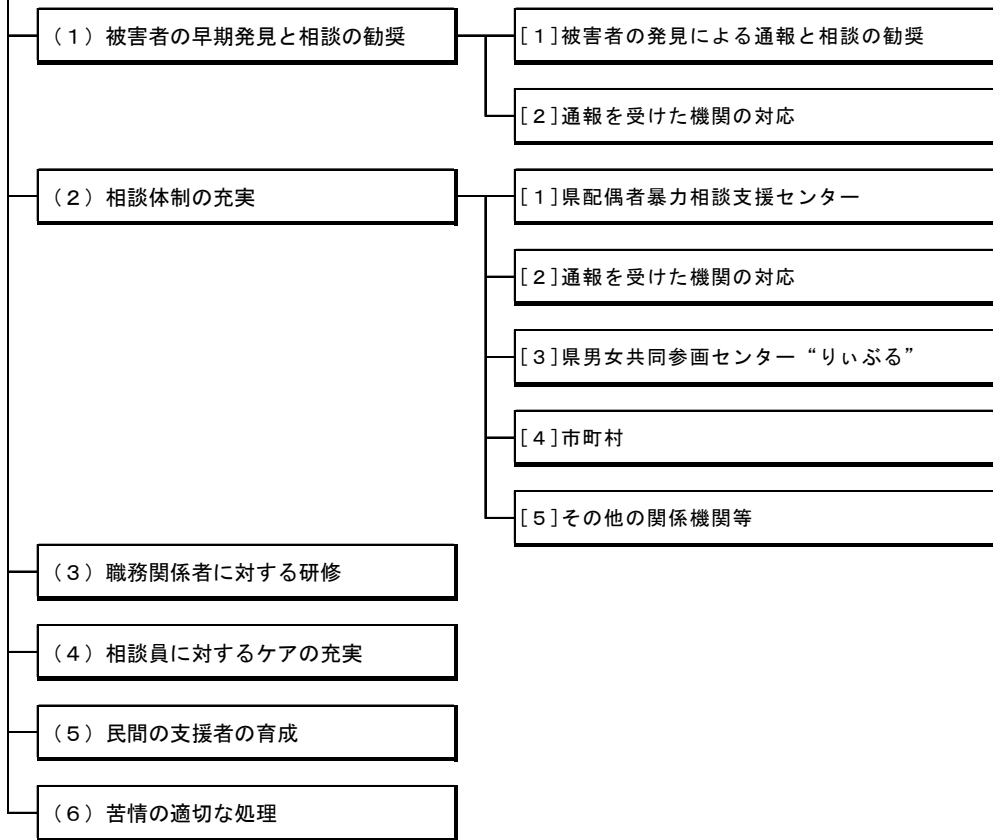 （１）被害者の早期発見と相談の勧奨
[１]被害者の発見による通報と相談の勧奨
[２]通報を受けた機関の対応
（２）相談体制の充実
[１]県配偶者暴力相談支援センター
[２]通報を受けた機関の対応
[３]県男女共同参画センター“りぃぶる”
[４]市町村
[５]その他の関係機関等
（３）職務関係者に対する研修
（４）相談員に対するケアの充実
（５）民間の支援者の育成
（６）苦情の適切な処理